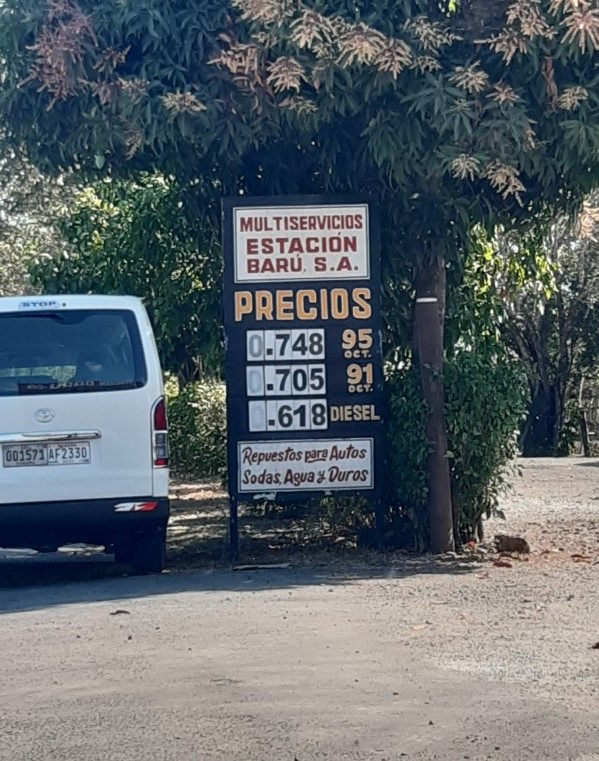 MULTISERVICIOS
ESTACIÓN
BARÚ, S.A.
PRECIOS
0.748 95 OCT.
0.705 91 OCT.
0.618 DIESEL
Repuestos para Autos
Sodas, Agua y Duros
STOP
001571 AF2330